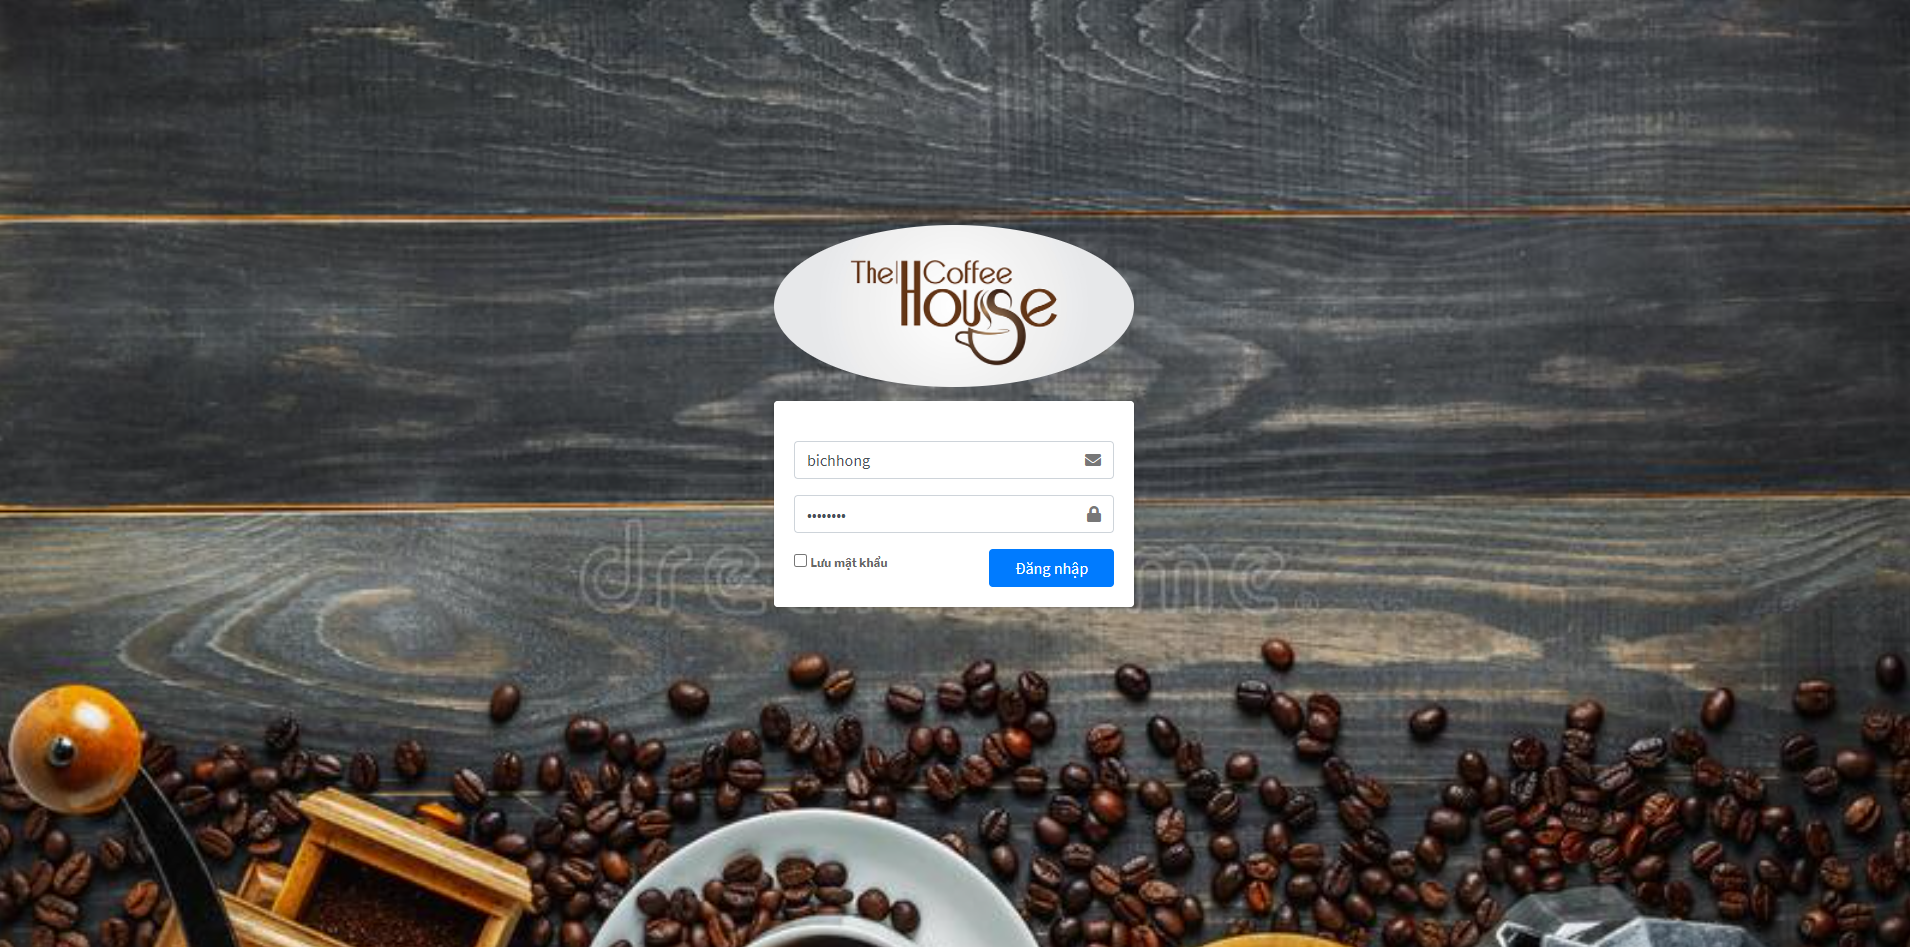 The Coffee
House
bichhong
••••••••
Lưu mật khẩu
Đăng nhập